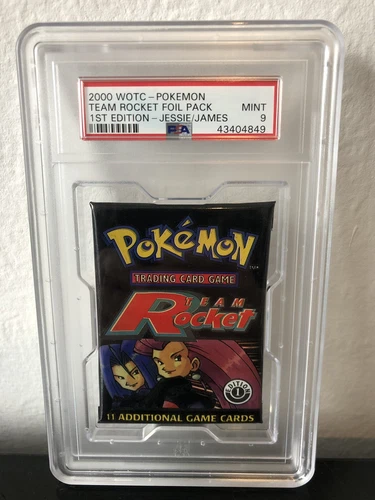 2000 WOTC - POKEMON
TEAM ROCKET FOIL PACK MINT
1ST EDITION - JESSIE/JAMES 9
PSA 43404849
POKéMON
TRADING CARD GAME
TEAM
Rocket
EDITION
1
11 ADDITIONAL GAME CARDS